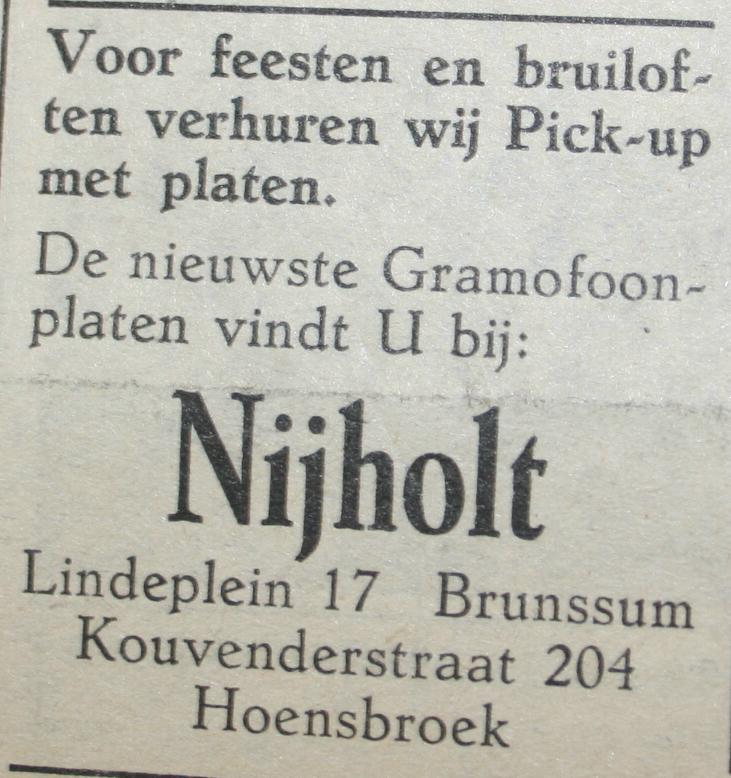 Voor feesten en bruilof-
ten verhuren wij Pick-up
met platen.
De nieuwste Gramofoon-
platen vindt U bij:
Nijholt
Lindeplein 17 Brunssum
Kouvenderstraat 204
Hoensbroek